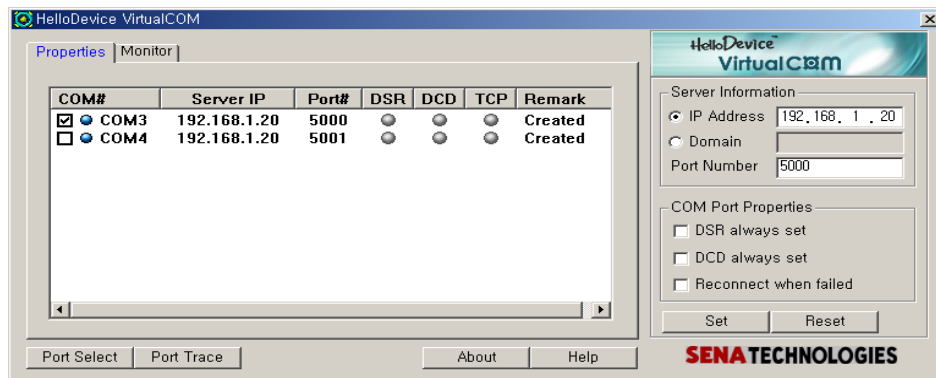 HelloDevice VirtualCOM
Properties Monitor
COM# Server IP Port# DSR DCD TCP Remark
COM3 192.168.1.20 5000 Created
COM4 192.168.1.20 5001 Created
Port Select Port Trace About Help
HelloDevice™
VirtualCOM
Server Information
IP Address 192.168. 1 . 20
Domain
Port Number 5000
COM Port Properties
DSR always set
DCD always set
Reconnect when failed
Set Reset
SENA TECHNOLOGIES